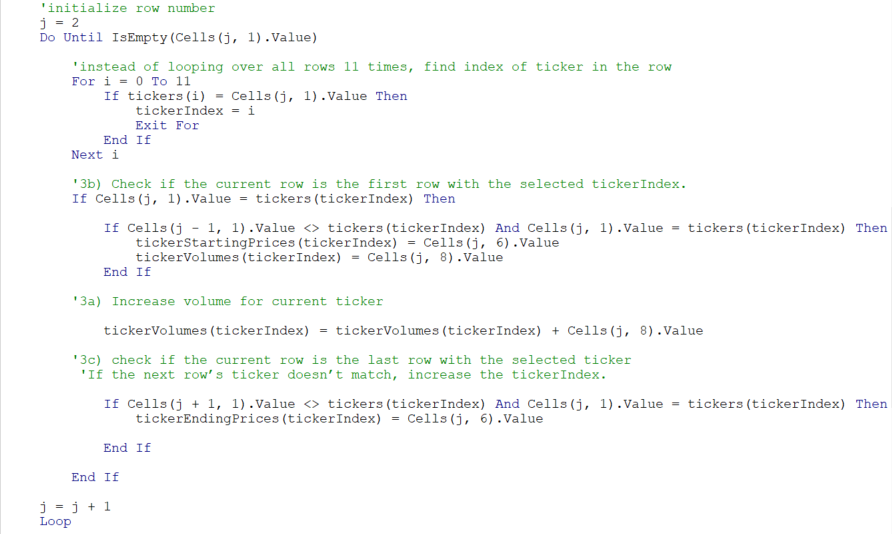 'initialize row number
j = 2
Do Until IsEmpty(Cells(j, 1).Value)
'instead of looping over all rows 11 times, find index of ticker in the row
For i = 0 To 11
If tickers(i) = Cells(j, 1).Value Then
tickerIndex = i
Exit For
End If
Next i
'3b) Check if the current row is the first row with the selected tickerIndex.
If Cells(j, 1).Value = tickers(tickerIndex) Then
If Cells(j - 1, 1).Value <> tickers(tickerIndex) And Cells(j, 1).Value = tickers(tickerIndex) Then
tickerStartingPrices(tickerIndex) = Cells(j, 6).Value
tickerVolumes(tickerIndex) = Cells(j, 8).Value
End If
'3a) Increase volume for current ticker
tickerVolumes(tickerIndex) = tickerVolumes(tickerIndex) + Cells(j, 8).Value
'3c) check if the current row is the last row with the selected ticker
'If the next row’s ticker doesn’t match, increase the tickerIndex.
If Cells(j + 1, 1).Value <> tickers(tickerIndex) And Cells(j, 1).Value = tickers(tickerIndex) Then
tickerEndingPrices(tickerIndex) = Cells(j, 6).Value
End If
End If
j = j + 1
Loop